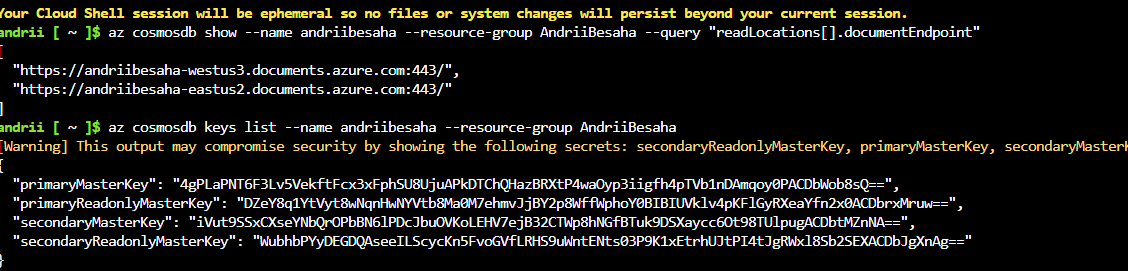 Your Cloud Shell session will be ephemeral so no files or system changes will persist beyond your current session.
andrii [ ~ ]$ az cosmosdb show --name andriibesaha --resource-group AndriiBesaha --query "readLocations[].documentEndpoint"
[
"https://andriibesaha-westus3.documents.azure.com:443/",
"https://andriibesaha-eastus2.documents.azure.com:443/"
]
andrii [ ~ ]$ az cosmosdb keys list --name andriibesaha --resource-group AndriiBesaha
[Warning] This output may compromise security by showing the following secrets: secondaryReadonlyMasterKey, primaryMasterKey, secondaryMasterK
{
"primaryMasterKey": "4gPLaPNT6F3Lv5VekftFcx3xFphSU8UjuAPkDTChQHazBRXtP4waOyp3iigfh4pTVb1nDAmqoy0PACDbWob8sQ==",
"primaryReadonlyMasterKey": "DZeY8q1YtVyt8wNqnHwNYVtb8Ma0M7ehmvJjBY2p8WffWphoY0BIBIUVklv4pKFlGyRXeaYfn2x0ACDbrxMruw==",
"secondaryMasterKey": "iVut9SSxCXseYNbQrOPbBN6lPDcJbuOVKoLEHV7ejB32CTWp8hNGfBTuk9DSXaycc6Ot98TUlpugACDbtMZnNA==",
"secondaryReadonlyMasterKey": "WubhbPYyDEGDQAseeILScycKn5FvoGVfLRHS9uWntENts03P9K1xEtrhUJtPI4tJgRWxl8Sb2SEXACDbJgXnAg=="
}